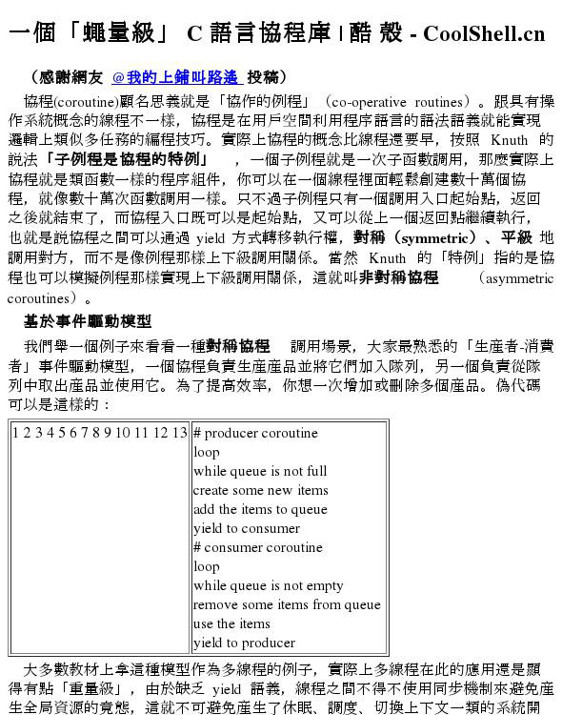 一個「蠅量級」 C 語言協程庫 | 酷 殼 - CoolShell.cn
（感謝網友 @我的上鋪叫路遙 投稿）
協程(coroutine)顧名思義就是「協作的例程」（co-operative routines）。跟具有操
作系統概念的線程不一樣，協程是在用戶空間利用程序語言的語法語義就能實現
邏輯上類似多任務的編程技巧。實際上協程的概念比線程還要早，按照 Knuth 的
說法「子例程是協程的特例」 ，一個子例程就是一次子函數調用，那麼實際上
協程就是類函數一樣的程序組件，你可以在一個線程裡面輕鬆創建數十萬個協
程，就像數十萬次函數調用一樣。只不過子例程只有一個調用入口起始點，返回
之後就結束了，而協程入口既可以是起始點，又可以從上一個返回點繼續執行，
也就是說協程之間可以通過 yield 方式轉移執行權，對稱（symmetric）、平級 地
調用對方，而不是像例程那樣上下級調用關係。當然 Knuth 的「特例」指的是協
程也可以模擬例程那樣實現上下級調用關係，這就叫非對稱協程 （asymmetric
coroutines）。
基於事件驅動模型
我們舉一個例子來看看一種對稱協程 調用場景，大家最熟悉的「生產者-消費
者」事件驅動模型，一個協程負責生產產品並將它們加入隊列，另一個負責從隊
列中取出產品並使用它。為了提高效率，你想一次增加或刪除多個產品。偽代碼
可以是這樣的：
1 2 3 4 5 6 7 8 9 10 11 12 13
# producer coroutine
loop
while queue is not full
create some new items
add the items to queue
yield to consumer
# consumer coroutine
loop
while queue is not empty
remove some items from queue
use the items
yield to producer
大多數教材上拿這種模型作為多線程的例子，實際上多線程在此的應用還是顯
得有點「重量級」，由於缺乏 yield 語義，線程之間不得不使用同步機制來避免產
生全局資源的競態，這就不可避免產生了休眠、調度、切換上下文一類的系統開